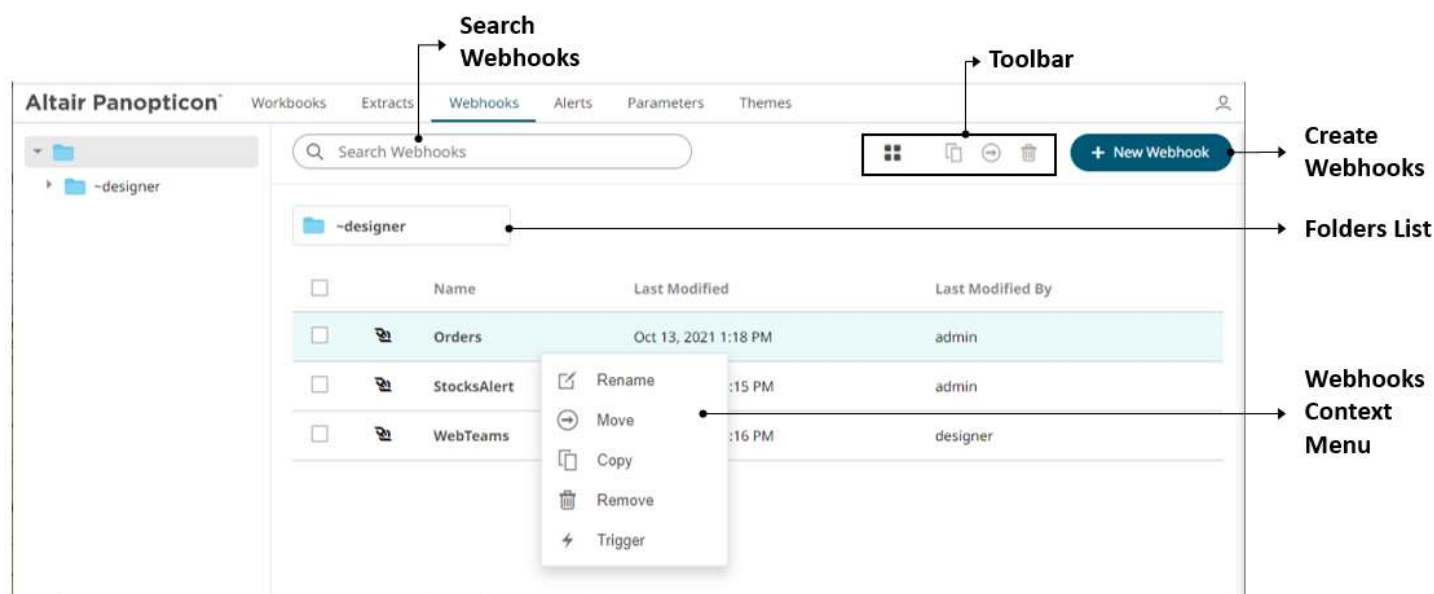 Search
Webhooks
Toolbar
Altair Panopticon
Workbooks Extracts Webhooks Alerts Parameters Themes
Search Webhooks
+ New Webhook
Create
Webhooks
~designer
~designer
Folders List
Name Last Modified Last Modified By
Orders Oct 13, 2021 1:18 PM admin
StocksAlert :15 PM admin
WebTeams :16 PM designer
Rename
Move
Copy
Remove
Trigger
Webhooks
Context
Menu